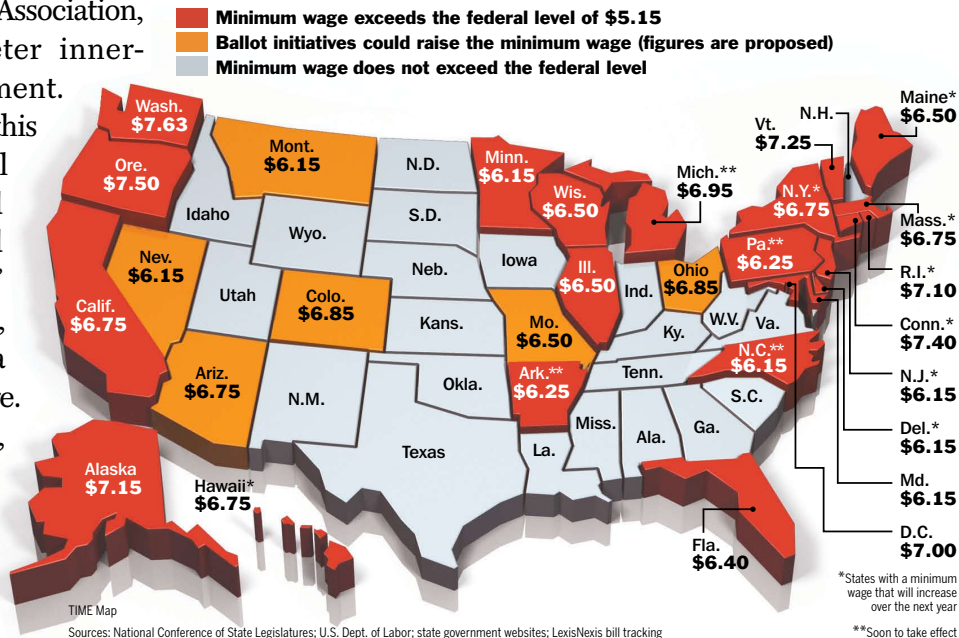 Association,
eter inner-
ment.
this
Minimum wage exceeds the federal level of $5.15
Ballot initiatives could raise the minimum wage (figures are proposed)
Minimum wage does not exceed the federal level
Wash.
$7.63
Ore.
$7.50
Calif.
$6.75
Nev.
$6.15
Idaho
Mont.
$6.15
Wyo.
Utah
Colo.
$6.85
Ariz.
$6.75
N.M.
N.D.
S.D.
Neb.
Kans.
Okla.
Texas
Minn.
$6.15
Iowa
Mo.
$6.50
Ark.**
$6.25
La.
Wis.
$6.50
Ill.
$6.50
Mich.**
$6.95
Ind.
Ohio
$6.85
Ky.
Tenn.
Miss.
Ala.
Ga.
S.C.
N.C.**
$6.15
W.V.
Va.
Pa.**
$6.25
N.Y.*
$6.75
Vt.
$7.25
N.H.
Maine*
$6.50
Mass.*
$6.75
R.I.*
$7.10
Conn.*
$7.40
N.J.*
$6.15
Del.*
$6.15
Md.
$6.15
D.C.
$7.00
Fla.
$6.40
Alaska
$7.15
Hawaii*
$6.75
*States with a minimum
wage that will increase
over the next year
**Soon to take effect
TIME Map
Sources: National Conference of State Legislatures; U.S. Dept. of Labor; state government websites; LexisNexis bill tracking